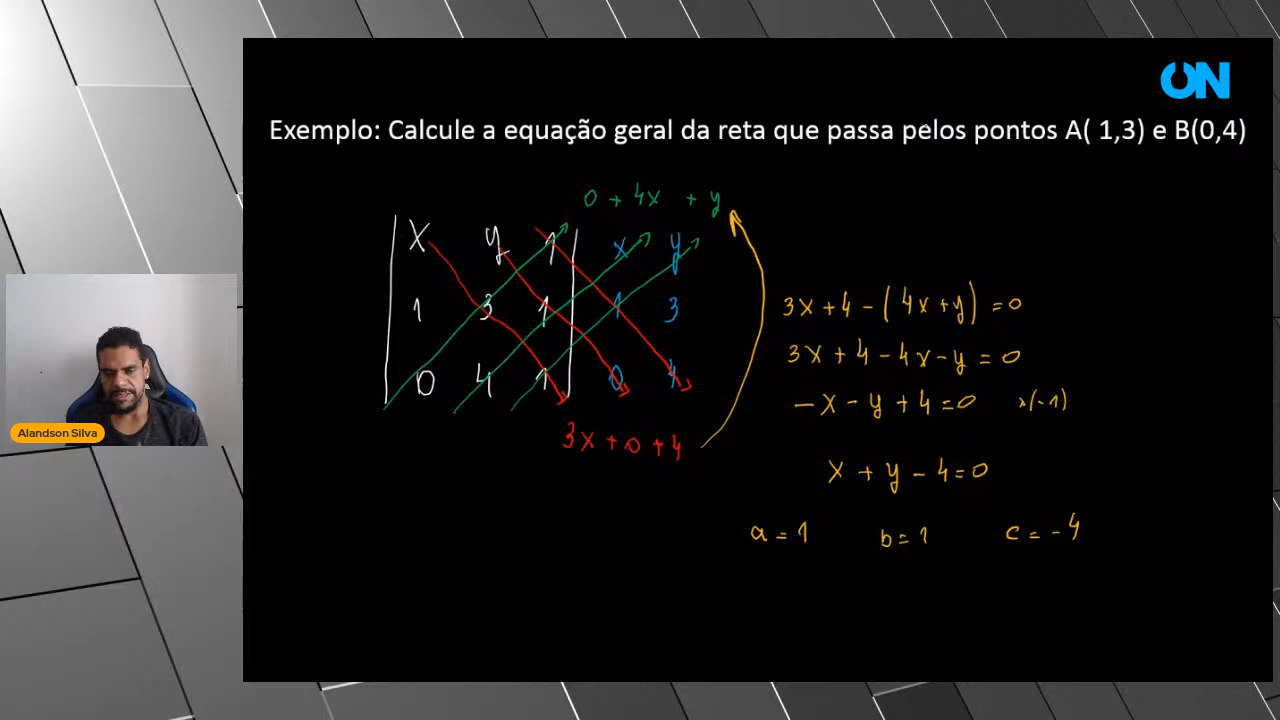 ON
Exemplo: Calcule a equação geral da reta que passa pelos pontos A( 1,3) e B(0,4)
0 + 4x + y
x y 1 x y
1 3 1 1 3
0 4 1 0 4
3x + 0 + 4
3x + 4 - (4x + y) = 0
3x + 4 - 4x - y = 0
- x - y + 4 = 0 x(-1)
x + y - 4 = 0
a = 1 b = 1 c = -4
Alandson Silva